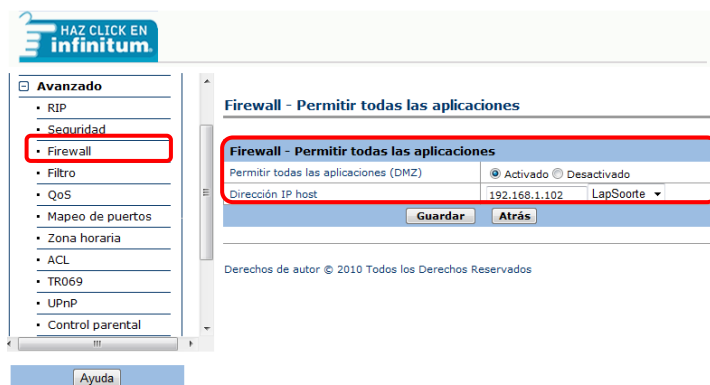 HAZ CLICK EN
infinitum.
Avanzado
RIP
Seguridad
Firewall
Filtro
QoS
Mapeo de puertos
Zona horaria
ACL
TR069
UPnP
Control parental
Ayuda
Firewall - Permitir todas las aplicaciones
Firewall - Permitir todas las aplicaciones
Permitir todas las aplicaciones (DMZ) Activado Desactivado
Dirección IP host 192.168.1.102 LapSoorte
Guardar Atrás
Derechos de autor © 2010 Todos los Derechos Reservados